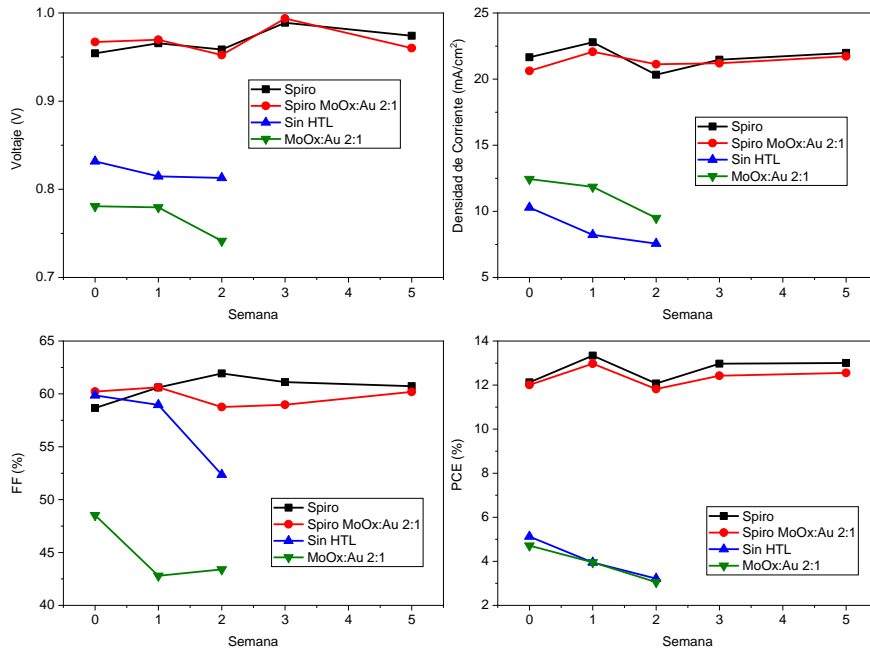 1.0
0.9
0.8
0.7
Voltaje (V)
Spiro
Spiro MoOx:Au 2:1
Sin HTL
MoOx:Au 2:1
0 1 2 3 4 5
Semana
25
20
15
10
5
Densidad de Corriente (mA/cm²)
Spiro
Spiro MoOx:Au 2:1
Sin HTL
MoOx:Au 2:1
0 1 2 3 4 5
Semana
65
60
55
50
45
40
FF (%)
Spiro
Spiro MoOx:Au 2:1
Sin HTL
MoOx:Au 2:1
0 1 2 3 4 5
Semana
14
12
10
8
6
4
2
PCE (%)
Spiro
Spiro MoOx:Au 2:1
Sin HTL
MoOx:Au 2:1
0 1 2 3 4 5
Semana